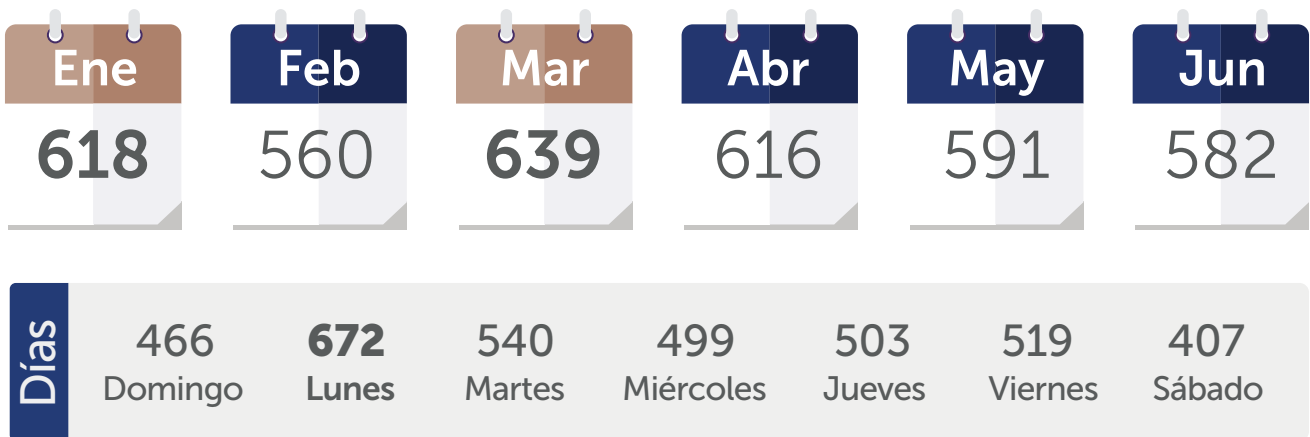 Ene Feb Mar Abr May Jun
618 560 639 616 591 582
Días
466 672 540 499 503 519 407
Domingo Lunes Martes Miércoles Jueves Viernes Sábado